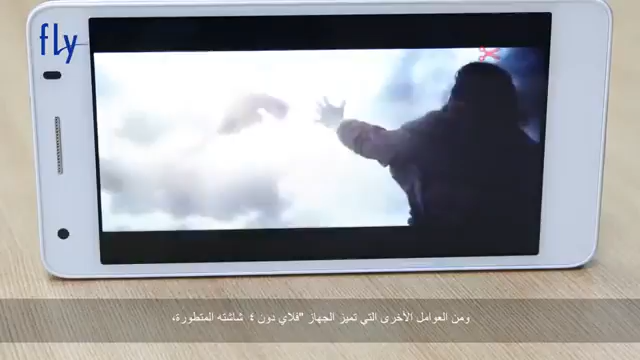 fly
ومن العوامل الأخرى التي تميز الجهاز "فلاي دون ٤ شاشته المتطورة،